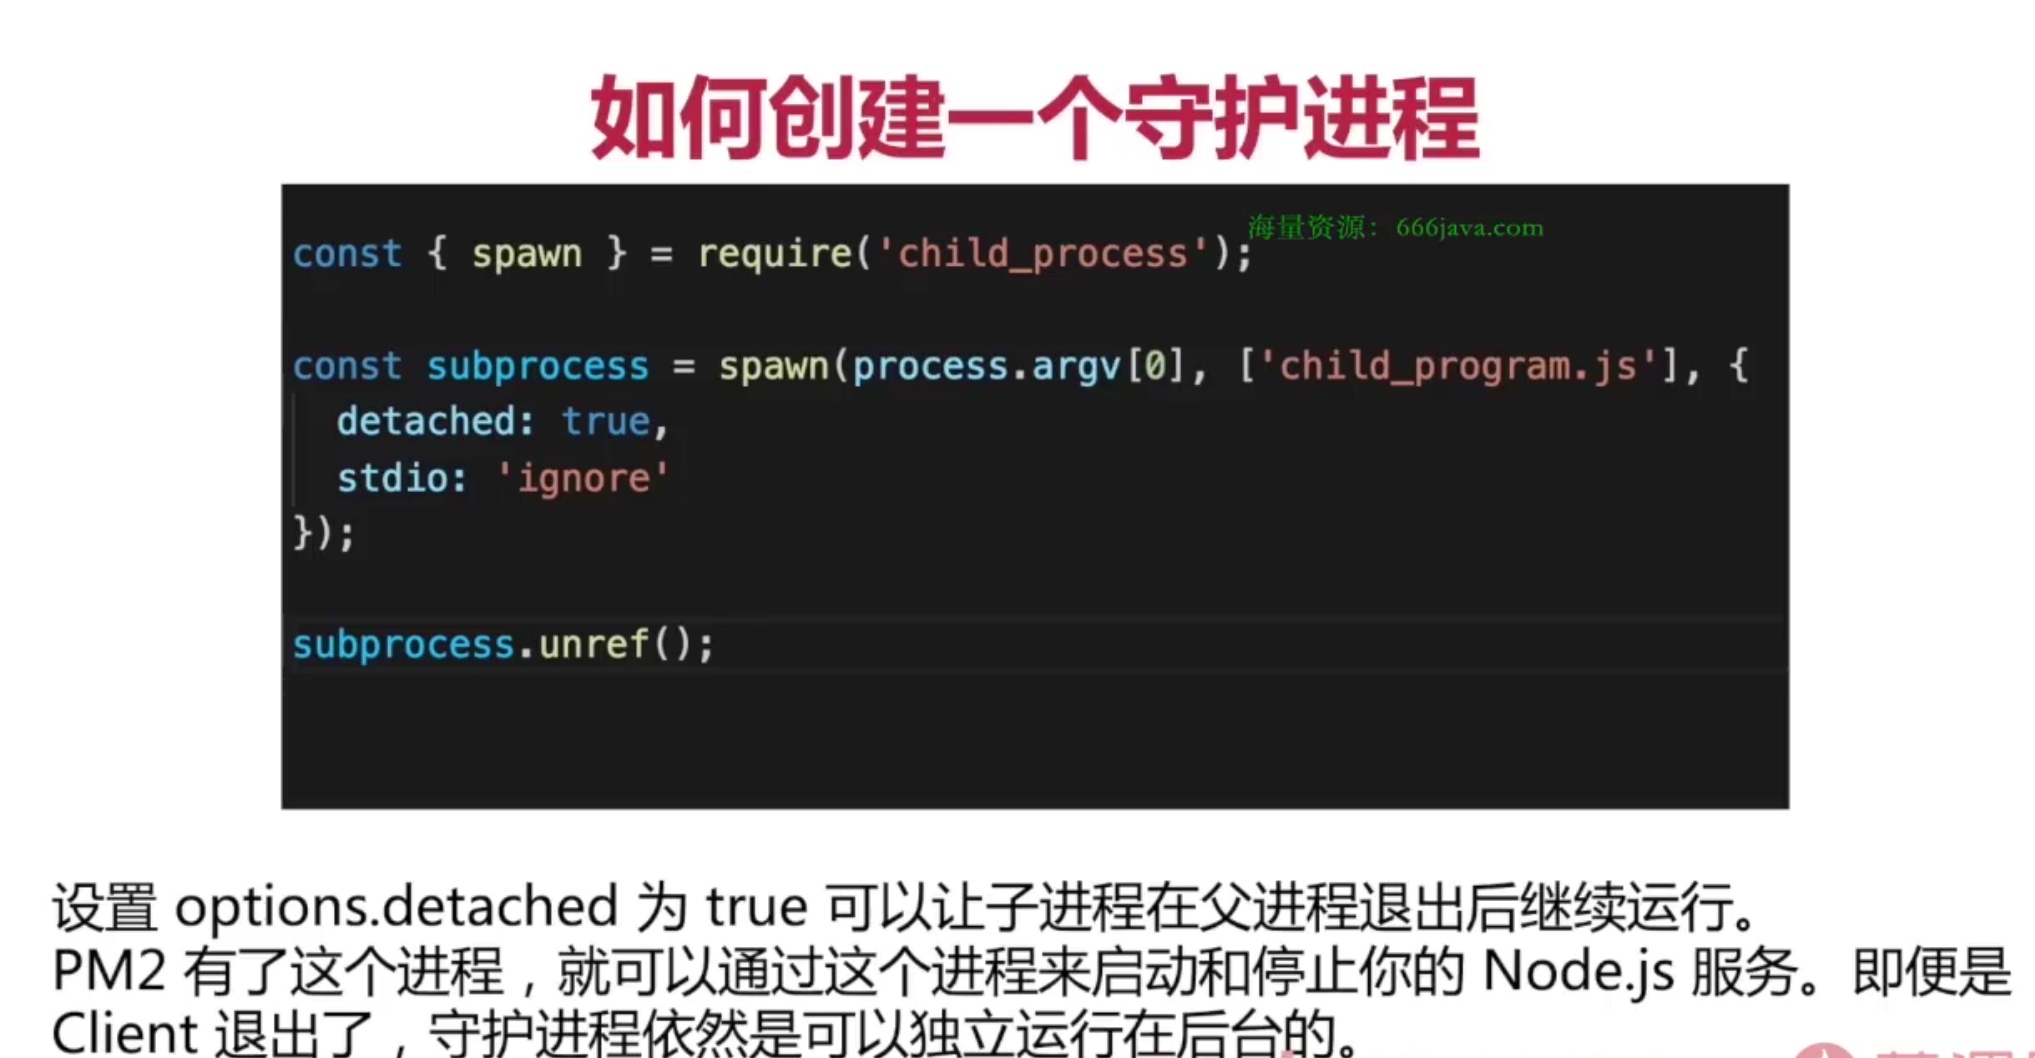 如何创建一个守护进程
海量资源：666java.com
const { spawn } = require('child_process');
const subprocess = spawn(process.argv[0], ['child_program.js'], {
  detached: true,
  stdio: 'ignore'
});
subprocess.unref();
设置 options.detached 为 true 可以让子进程在父进程退出后继续运行。
PM2 有了这个进程，就可以通过这个进程来启动和停止你的 Node.js 服务。即便是
Client 退出了，守护进程依然是可以独立运行在后台的。